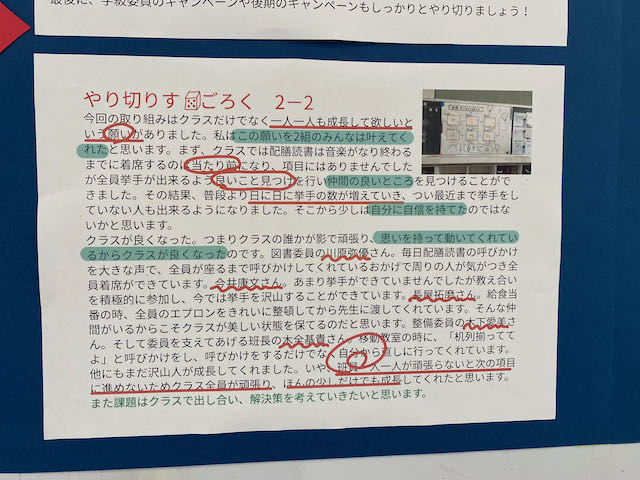 最後に、学級委員のキャンペーンや後期のキャンペーンもしっかりとやり切りましょう！
やり切りす🎲ごろく　2－2
今回の取り組みはクラスだけでなく一人一人も成長して欲しいと
いう願いがありました。私はこの願いを2組のみんなは叶えてく
れたと思います。まず、クラスでは配膳読書は音楽がなり終わる
までに着席するのは当たり前になり、項目にはありませんでした
が全員挙手が出来るよう良いこと見つけを行い仲間の良いところを見つけることがで
きました。その結果、普段より日に日に挙手の数が増えていき、つい最近まで挙手をし
ていない人も出来るようになりました。そこから少しは自分に自信を持てたのではな
いかと思います。
クラスが良くなった。つまりクラスの誰かが影で頑張り、思いを持って動いてくれてい
るからクラスが良くなったのです。図書委員の川原弥優さん。毎日配膳読書の呼びかけ
を大きな声で、全員が座るまで呼びかけしてくれているおかげで周りの人が気がつき全
員着席ができています。今井康文さん。あまり挙手ができていませんでしたが教え合い
を積極的に参加し、今では挙手を沢山することができています。長屋拓磨さん。給食当
番の時、全員のエプロンをきれいに整頓してから先生に渡してくれています。そんな仲
間がいるからこそクラスが美しい状態を保てるのだと思います。整備委員の木下愛美さ
ん。そして委員を支えてあげる班長の太全基貴さん。移動教室の時に、「机列揃ってて
よ」と呼びかけをし、呼びかけをするだけでなく自分から直しに行ってくれています。
他にもまだ沢山人が成長してくれました。いや、班員一人一人が頑張らないと次の項目
に進めないためクラス全員が頑張り、ほんの少しだけでも成長してくれたと思います。
また課題はクラスで出し合い、解決策を考えていきたいと思います。